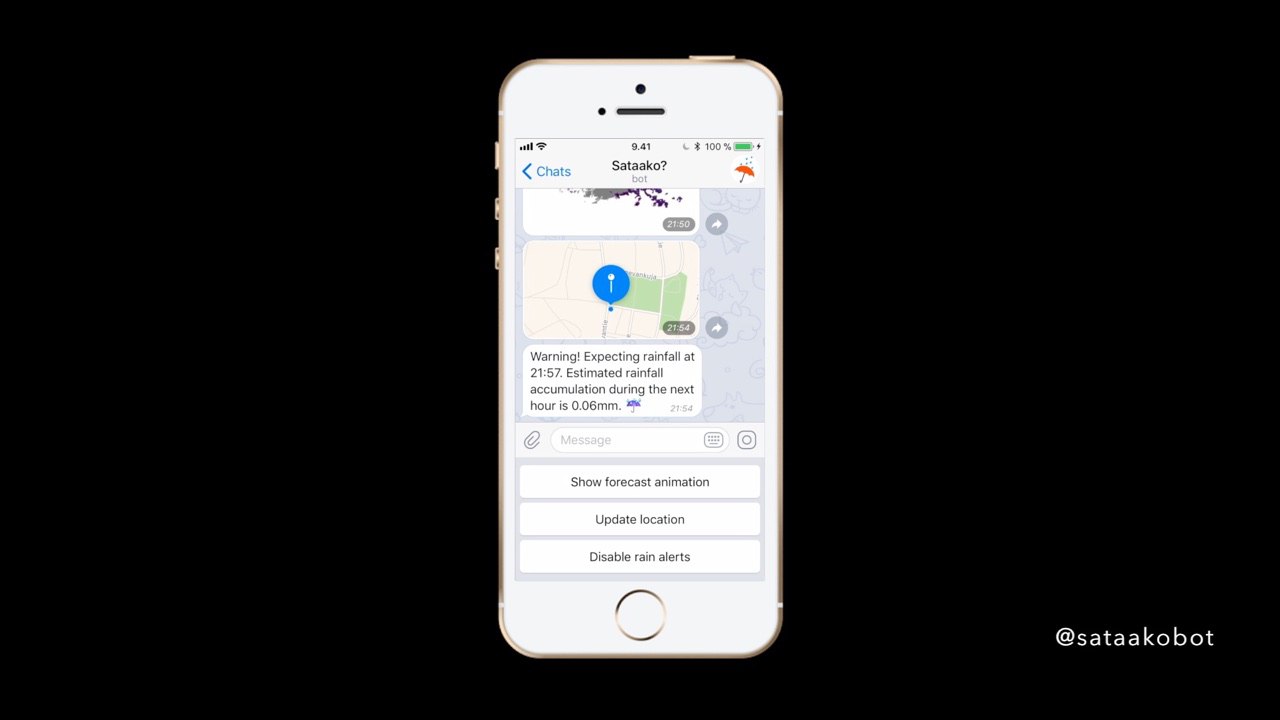 9.41
100 %
Chats
Sataako?
bot
21:50
21:54
Warning! Expecting rainfall at
21:57. Estimated rainfall
accumulation during the next
hour is 0.06mm. ☔
21:54
Message
Show forecast animation
Update location
Disable rain alerts
@sataakobot